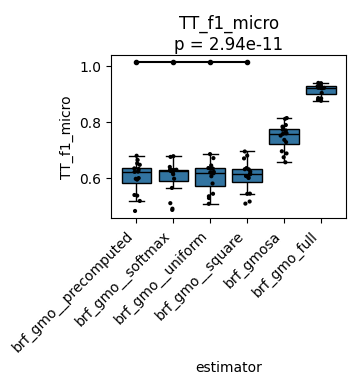 TT_f1_micro
p = 2.94e-11
TT_f1_micro
1.0
0.8
0.6
brf_gmo__precomputed
brf_gmo__softmax
brf_gmo__uniform
brf_gmo__square
brf_gmosa
brf_gmo_full
estimator